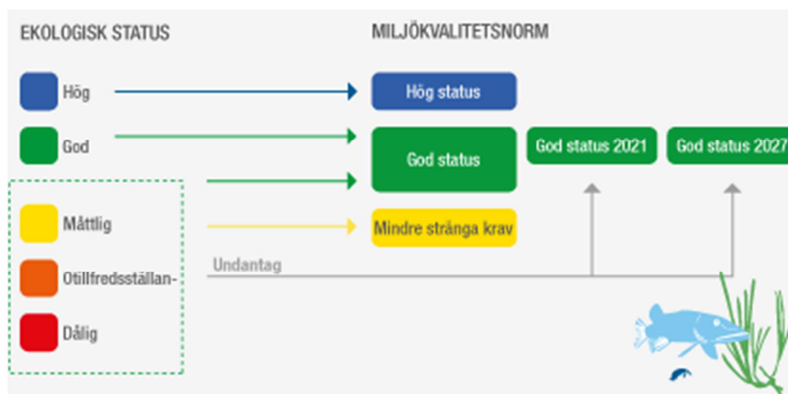 EKOLOGISK STATUS
MILJÖKVALITETSNORM
Hög
Hög status
God
God status
God status 2021
God status 2027
Måttlig
Mindre stränga krav
Undantag
Otillfredsställan-
Dålig